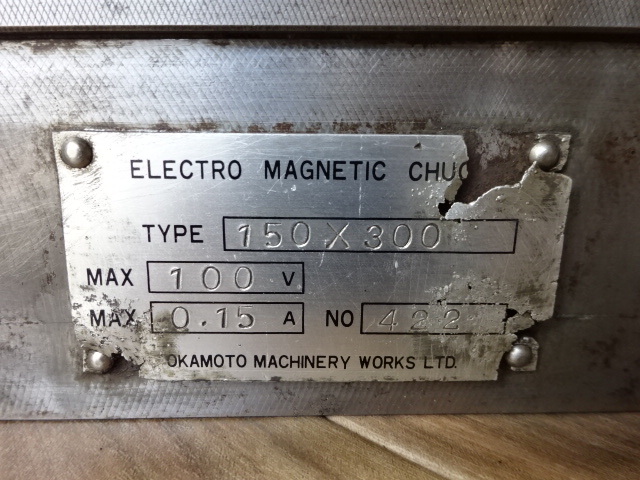 ELECTRO MAGNETIC CHUC
TYPE 150X300
MAX 100 V
MAX 0.15 A NO 422
OKAMOTO MACHINERY WORKS LTD.